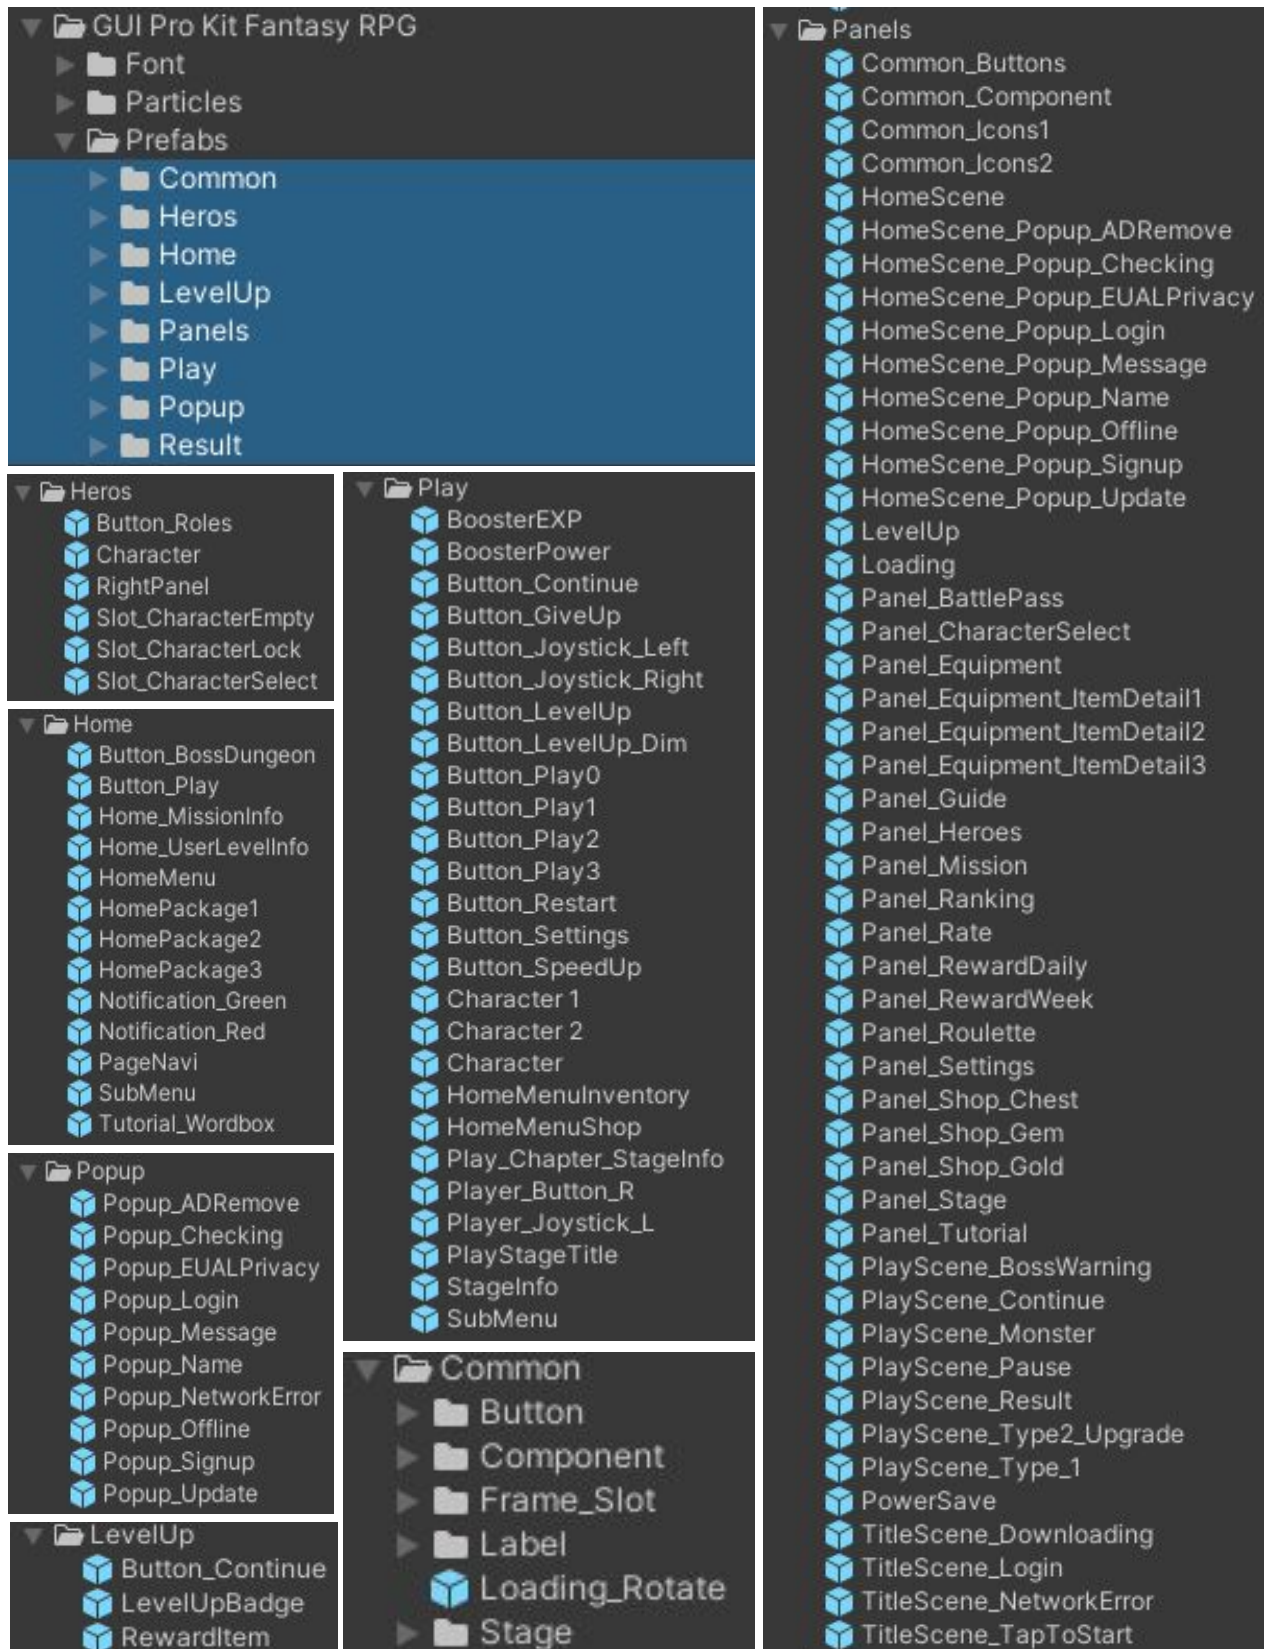 GUI Pro Kit Fantasy RPG
Font
Particles
Prefabs
Common
Heros
Home
LevelUp
Panels
Play
Popup
Result
Heros
Button_Roles
Character
RightPanel
Slot_CharacterEmpty
Slot_CharacterLock
Slot_CharacterSelect
Home
Button_BossDungeon
Button_Play
Home_MissionInfo
Home_UserLevelInfo
HomeMenu
HomePackage1
HomePackage2
HomePackage3
Notification_Green
Notification_Red
PageNavi
SubMenu
Tutorial_Wordbox
Popup
Popup_ADRemove
Popup_Checking
Popup_EUALPrivacy
Popup_Login
Popup_Message
Popup_Name
Popup_NetworkError
Popup_Offline
Popup_Signup
Popup_Update
LevelUp
Button_Continue
LevelUpBadge
RewardItem
Play
BoosterEXP
BoosterPower
Button_Continue
Button_GiveUp
Button_Joystick_Left
Button_Joystick_Right
Button_LevelUp
Button_LevelUp_Dim
Button_Play0
Button_Play1
Button_Play2
Button_Play3
Button_Restart
Button_Settings
Button_SpeedUp
Character 1
Character 2
Character
HomeMenuInventory
HomeMenuShop
Play_Chapter_StageInfo
Player_Button_R
Player_Joystick_L
PlayStageTitle
StageInfo
SubMenu
Common
Button
Component
Frame_Slot
Label
Loading_Rotate
Stage
Panels
Common_Buttons
Common_Component
Common_Icons1
Common_Icons2
HomeScene
HomeScene_Popup_ADRemove
HomeScene_Popup_Checking
HomeScene_Popup_EUALPrivacy
HomeScene_Popup_Login
HomeScene_Popup_Message
HomeScene_Popup_Name
HomeScene_Popup_Offline
HomeScene_Popup_Signup
HomeScene_Popup_Update
LevelUp
Loading
Panel_BattlePass
Panel_CharacterSelect
Panel_Equipment
Panel_Equipment_ItemDetail1
Panel_Equipment_ItemDetail2
Panel_Equipment_ItemDetail3
Panel_Guide
Panel_Heroes
Panel_Mission
Panel_Ranking
Panel_Rate
Panel_RewardDaily
Panel_RewardWeek
Panel_Roulette
Panel_Settings
Panel_Shop_Chest
Panel_Shop_Gem
Panel_Shop_Gold
Panel_Stage
Panel_Tutorial
PlayScene_BossWarning
PlayScene_Continue
PlayScene_Monster
PlayScene_Pause
PlayScene_Result
PlayScene_Type2_Upgrade
PlayScene_Type_1
PowerSave
TitleScene_Downloading
TitleScene_Login
TitleScene_NetworkError
TitleScene_TapToStart